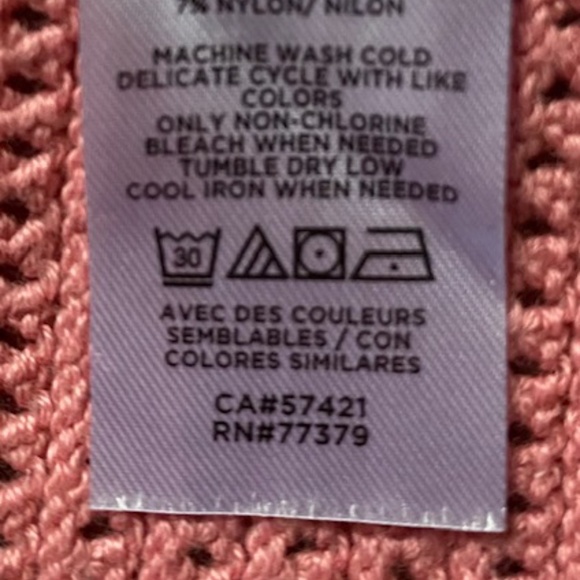 7% NYLON/ NILON
MACHINE WASH COLD
DELICATE CYCLE WITH LIKE
COLORS
ONLY NON-CHLORINE
BLEACH WHEN NEEDED
TUMBLE DRY LOW
COOL IRON WHEN NEEDED
30
AVEC DES COULEURS
SEMBLABLES / CON
COLORES SIMILARES
CA#57421
RN#77379